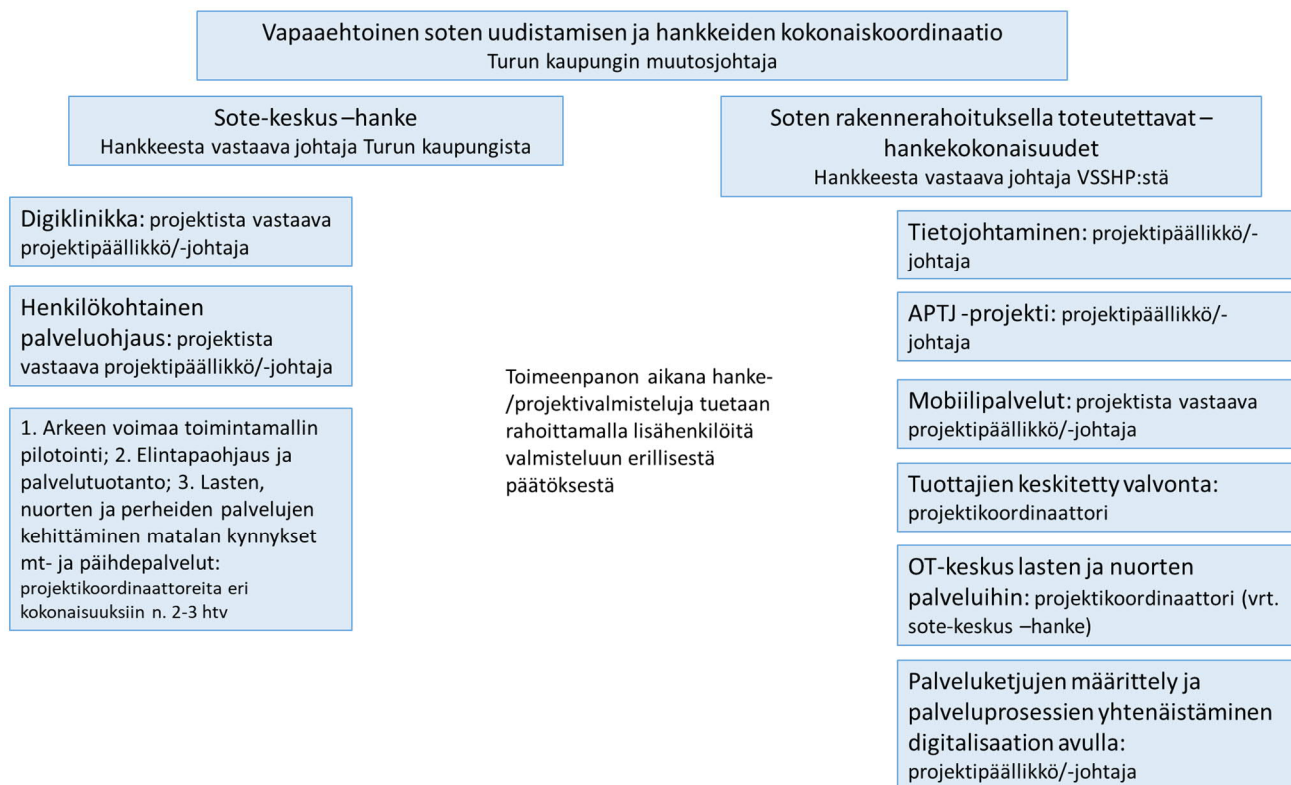 Vapaaehtoinen soten uudistamisen ja hankkeiden kokonaiskoordinaatio
Turun kaupungin muutosjohtaja
Sote-keskus –hanke
Hankkeesta vastaava johtaja Turun kaupungista
Soten rakennerahoituksella toteutettavat –
hankekokonaisuudet
Hankkeesta vastaava johtaja VSSHP:stä
Digiklinikka: projektista vastaava
projektipäällikkö/-johtaja
Henkilökohtainen
palveluohjaus: projektista
vastaava projektipäällikkö/-johtaja
1. Arkeen voimaa toimintamallin
pilotointi; 2. Elintapaohjaus ja
palvelutuotanto; 3. Lasten,
nuorten ja perheiden palvelujen
kehittäminen matalan kynnykset
mt- ja päihdepalvelut:
projektikoordinaattoreita eri
kokonaisuuksiin n. 2-3 htv
Toimeenpanon aikana hanke-
/projektivalmisteluja tuetaan
rahoittamalla lisähenkilöitä
valmisteluun erillisestä
päätöksestä
Tietojohtaminen: projektipäällikkö/-
johtaja
APTJ -projekti: projektipäällikkö/-
johtaja
Mobiilipalvelut: projektista vastaava
projektipäällikkö/-johtaja
Tuottajien keskitetty valvonta:
projektikoordinaattori
OT-keskus lasten ja nuorten
palveluihin: projektikoordinaattori (vrt.
sote-keskus –hanke)
Palveluketjujen määrittely ja
palveluprosessien yhtenäistäminen
digitalisaation avulla:
projektipäällikkö/-johtaja